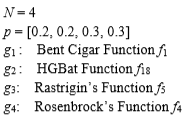 N = 4
p = [0.2, 0.2, 0.3, 0.3]
g1: Bent Cigar Function f1
g2: HGBat Function f18
g3: Rastrigin's Function f5
g4: Rosenbrock's Function f4